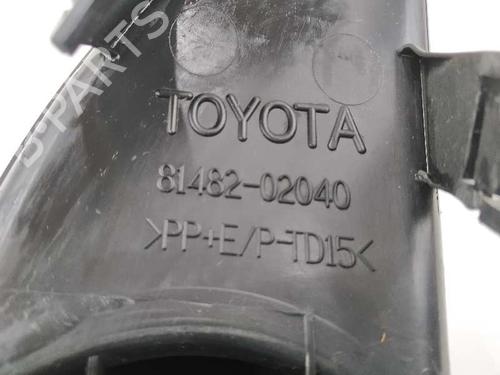 B-PARTS
TOYOTA
81482-02040
>PP+E/P-TD15<